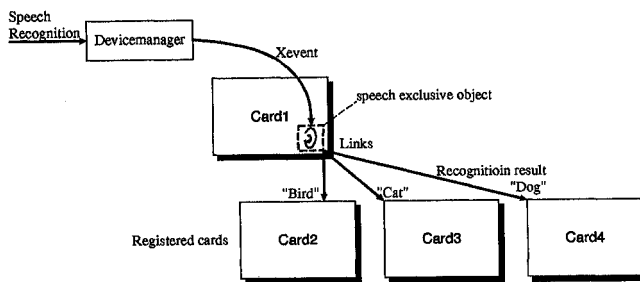 Speech
Recognition
Devicemanager
Xevent
speech exclusive object
Card1
Links
Recognitioin result
"Bird"
"Cat"
"Dog"
Registered cards
Card2
Card3
Card4